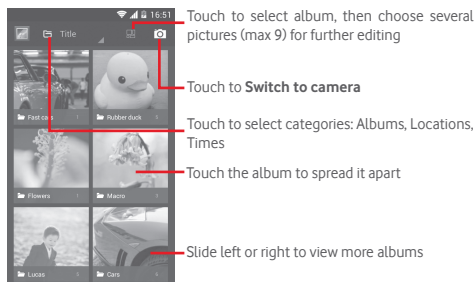 16:51
Title
Touch to select album, then choose several
pictures (max 9) for further editing
Touch to Switch to camera
Fast cars
Rubber duck
Touch to select categories: Albums, Locations,
Times
Touch the album to spread it apart
Flowers
Macro
Slide left or right to view more albums
Lucas
Cars